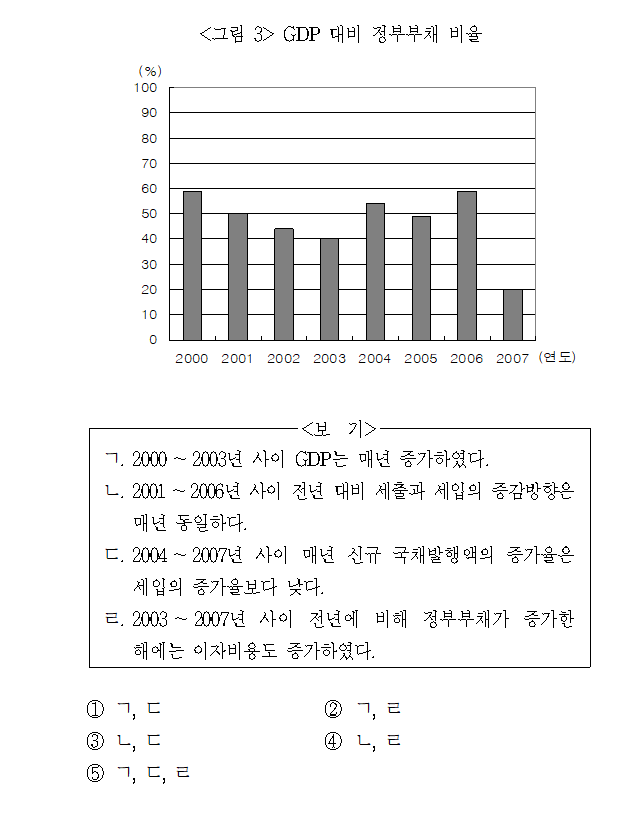 <그림 3> GDP 대비 정부부채 비율
(%)
100
90
80
70
60
50
40
30
20
10
0
2000 2001 2002 2003 2004 2005 2006 2007 (연도)
<보 기>
ㄱ. 2000 ~ 2003년 사이 GDP는 매년 증가하였다.
ㄴ. 2001 ~ 2006년 사이 전년 대비 세출과 세입의 증감방향은
매년 동일하다.
ㄷ. 2004 ~ 2007년 사이 매년 신규 국채발행액의 증가율은
세입의 증가율보다 낮다.
ㄹ. 2003 ~ 2007년 사이 전년에 비해 정부부채가 증가한
해에는 이자비용도 증가하였다.
① ㄱ, ㄷ ② ㄱ, ㄹ
③ ㄴ, ㄷ ④ ㄴ, ㄹ
⑤ ㄱ, ㄷ, ㄹ